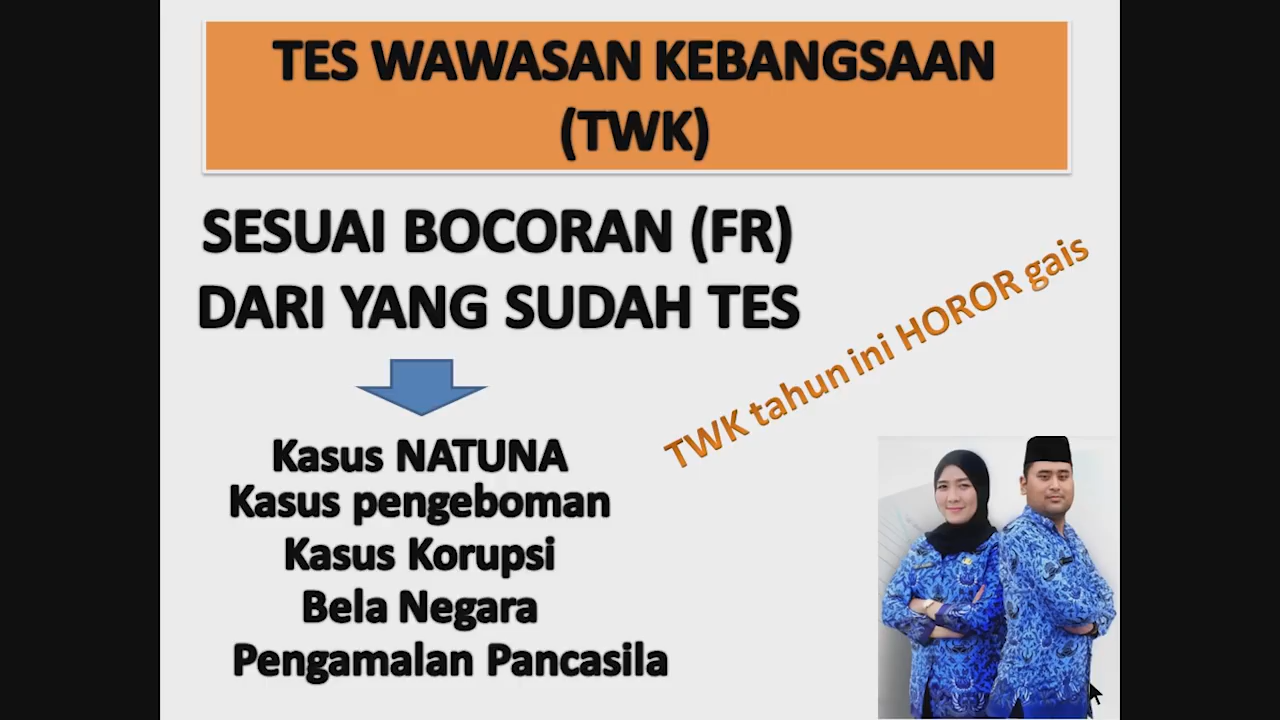 TES WAWASAN KEBANGSAAN
(TWK)
SESUAI BOCORAN (FR)
DARI YANG SUDAH TES
TWK tahun ini HOROR gais
Kasus NATUNA
Kasus pengeboman
Kasus Korupsi
Bela Negara
Pengamalan Pancasila